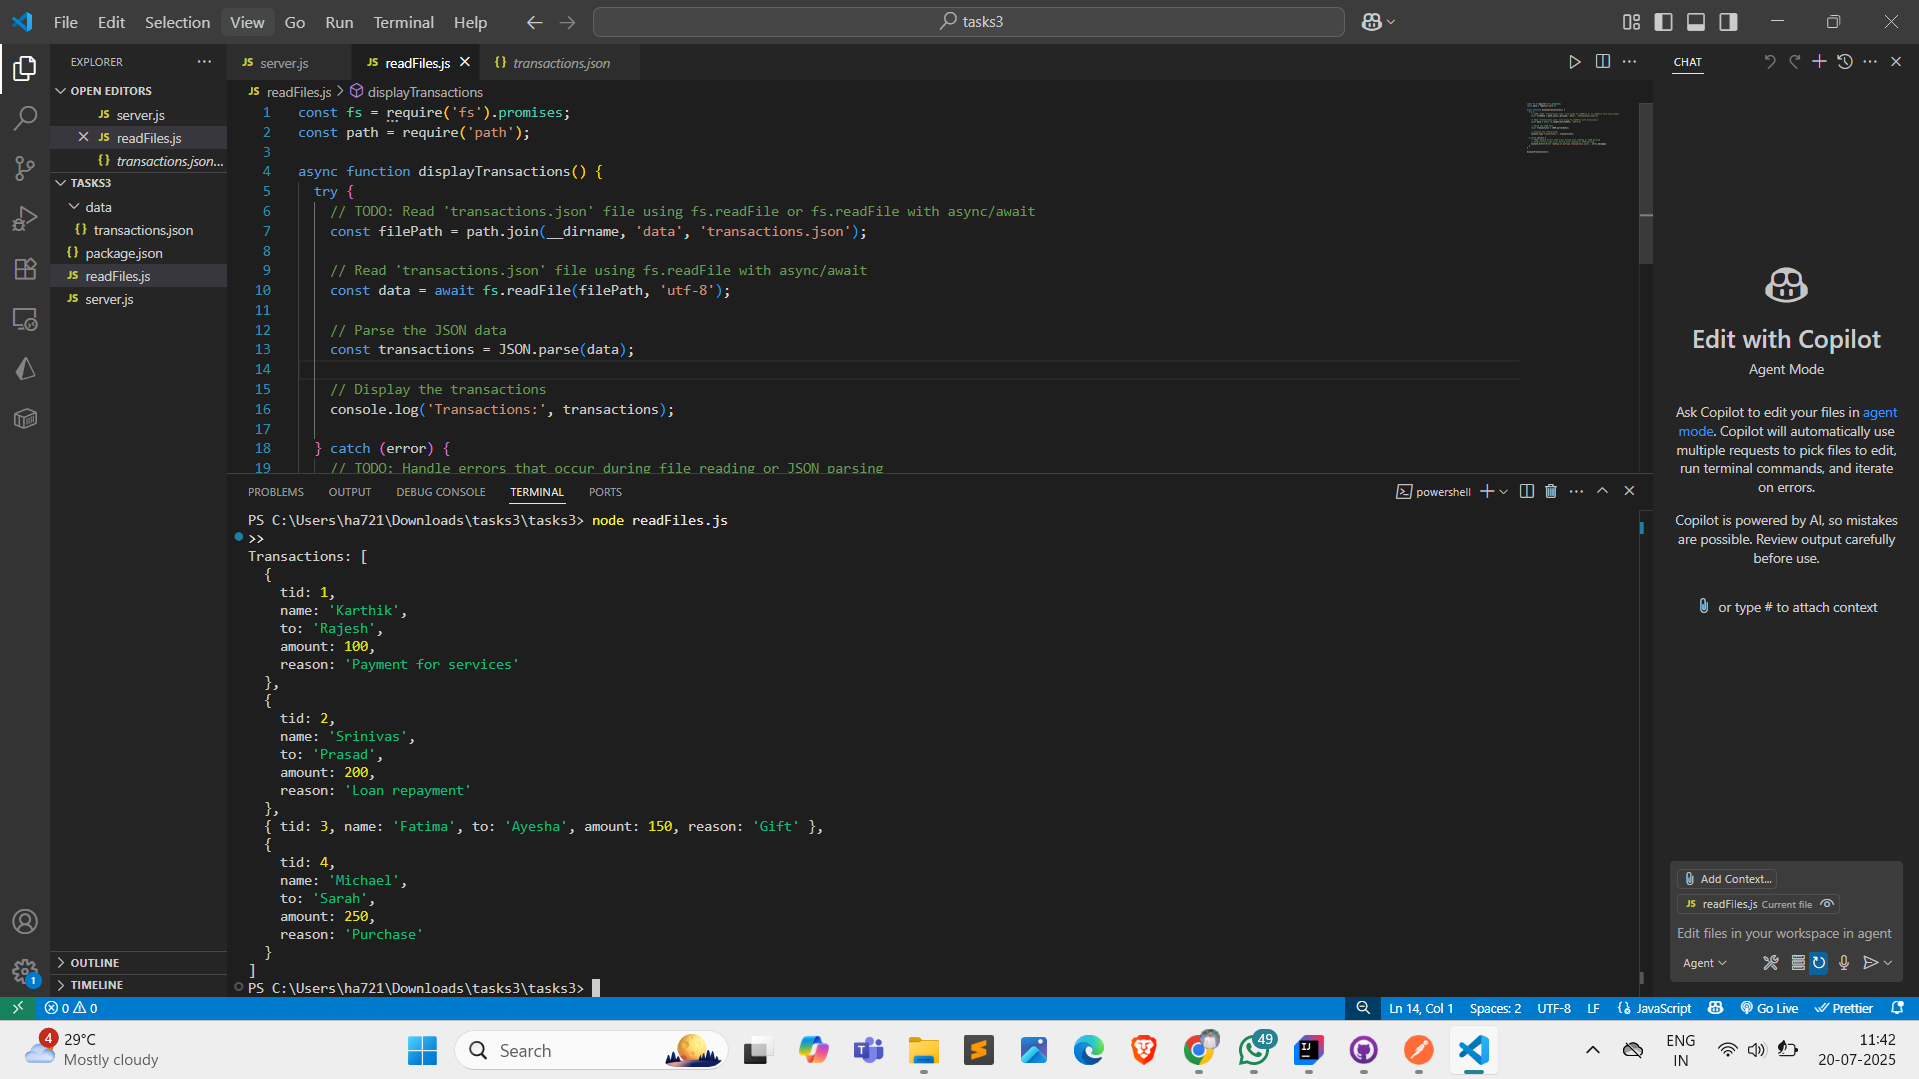 File Edit Selection View Go Run Terminal Help
tasks3
EXPLORER
OPEN EDITORS
JS server.js
JS readFiles.js
{} transactions.json...
TASKS3
data
{} transactions.json
{} package.json
JS readFiles.js
JS server.js
OUTLINE
TIMELINE
1
JS server.js
JS readFiles.js
{} transactions.json
JS readFiles.js > displayTransactions
1 const fs = require('fs').promises;
2 const path = require('path');
3
4 async function displayTransactions() {
5 try {
6 // TODO: Read 'transactions.json' file using fs.readFile or fs.readFile with async/await
7 const filePath = path.join(__dirname, 'data', 'transactions.json');
8
9 // Read 'transactions.json' file using fs.readFile with async/await
10 const data = await fs.readFile(filePath, 'utf-8');
11
12 // Parse the JSON data
13 const transactions = JSON.parse(data);
14
15 // Display the transactions
16 console.log('Transactions:', transactions);
17
18 } catch (error) {
19 // TODO: Handle errors that occur during file reading or JSON parsing
PROBLEMS OUTPUT DEBUG CONSOLE TERMINAL PORTS
powershell
PS C:\Users\ha721\Downloads\tasks3\tasks3> node readFiles.js
>>
Transactions: [
{
tid: 1,
name: 'Karthik',
to: 'Rajesh',
amount: 100,
reason: 'Payment for services'
},
{
tid: 2,
name: 'Srinivas',
to: 'Prasad',
amount: 200,
reason: 'Loan repayment'
},
{ tid: 3, name: 'Fatima', to: 'Ayesha', amount: 150, reason: 'Gift' },
{
tid: 4,
name: 'Michael',
to: 'Sarah',
amount: 250,
reason: 'Purchase'
}
]
PS C:\Users\ha721\Downloads\tasks3\tasks3>
CHAT
Edit with Copilot
Agent Mode
Ask Copilot to edit your files in agent
mode. Copilot will automatically use
multiple requests to pick files to edit,
run terminal commands, and iterate
on errors.
Copilot is powered by AI, so mistakes
are possible. Review output carefully
before use.
or type # to attach context
Add Context...
JS readFiles.js Current file
Edit files in your workspace in agent
Agent
0 0
Ln 14, Col 1 Spaces: 2 UTF-8 LF {} JavaScript Go Live Prettier
4
29°C
Mostly cloudy
Search
49
IJ
ENG
IN
11:42
20-07-2025